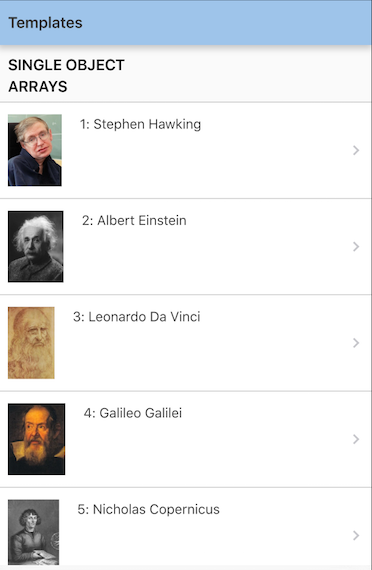 Templates
SINGLE OBJECT
ARRAYS
1: Stephen Hawking
2: Albert Einstein
3: Leonardo Da Vinci
4: Galileo Galilei
5: Nicholas Copernicus